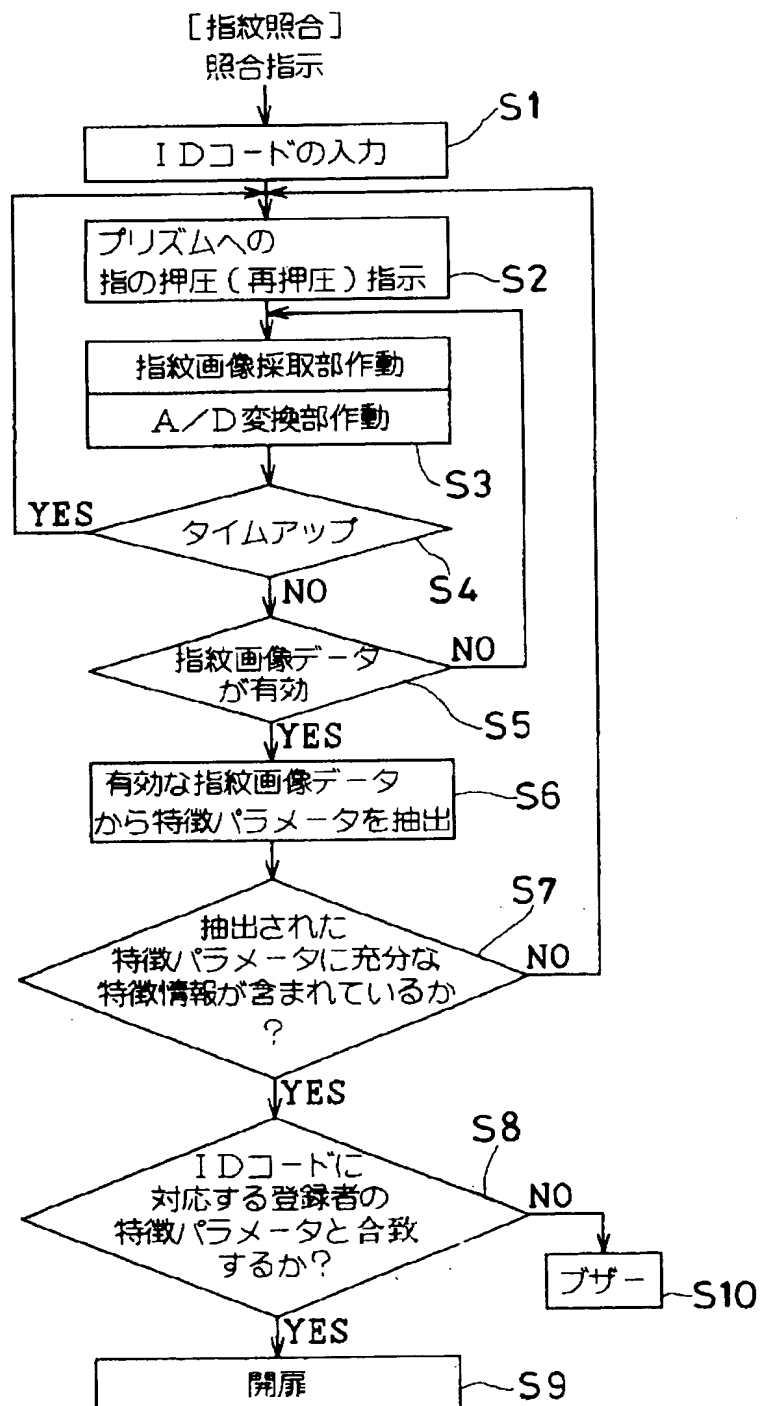 [指紋照合]
照合指示
S1
IDコードの入力
プリズムへの
指の押圧(再押圧)指示
S2
指紋画像採取部作動
A/D変換部作動
S3
YES
タイムアップ
S4
NO
指紋画像データ
が有効
NO
S5
YES
有効な指紋画像データ
から特徴パラメータを抽出
S6
S7
抽出された
特徴パラメータに充分な
特徴情報が含まれているか
?
NO
YES
S8
IDコードに
対応する登録者の
特徴パラメータと合致
するか?
NO
ブザー
S10
YES
開扉
S9